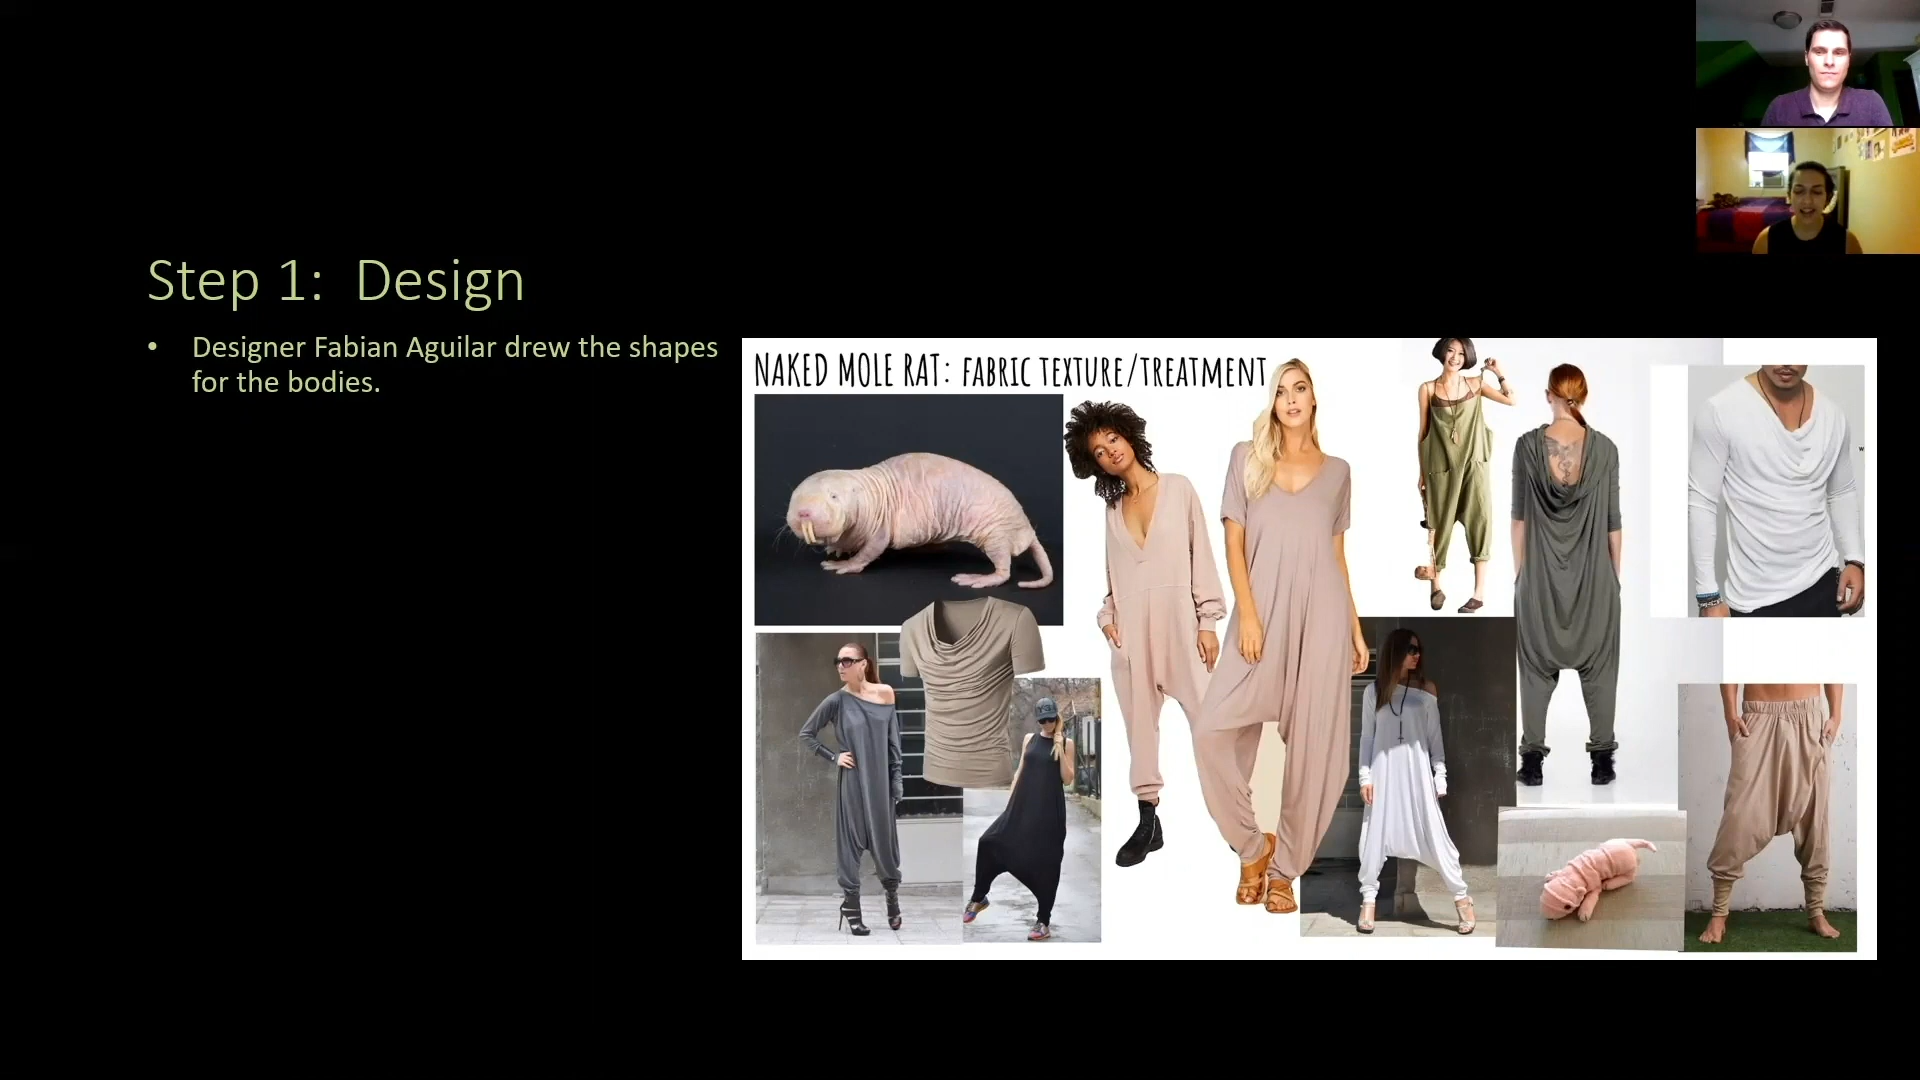 Step 1: Design
• Designer Fabian Aguilar drew the shapes
for the bodies.
NAKED MOLE RAT: FABRIC TEXTURE/TREATMENT
W